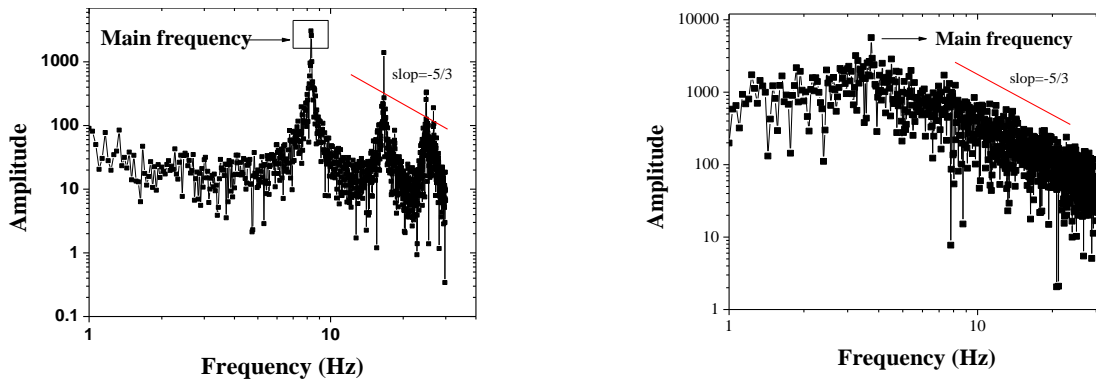 Main frequency
slop=-5/3
1000
100
10
1
0.1
1
10
Amplitude
Frequency (Hz)
Main frequency
slop=-5/3
10000
1000
100
10
1
1
10
Amplitude
Frequency (Hz)